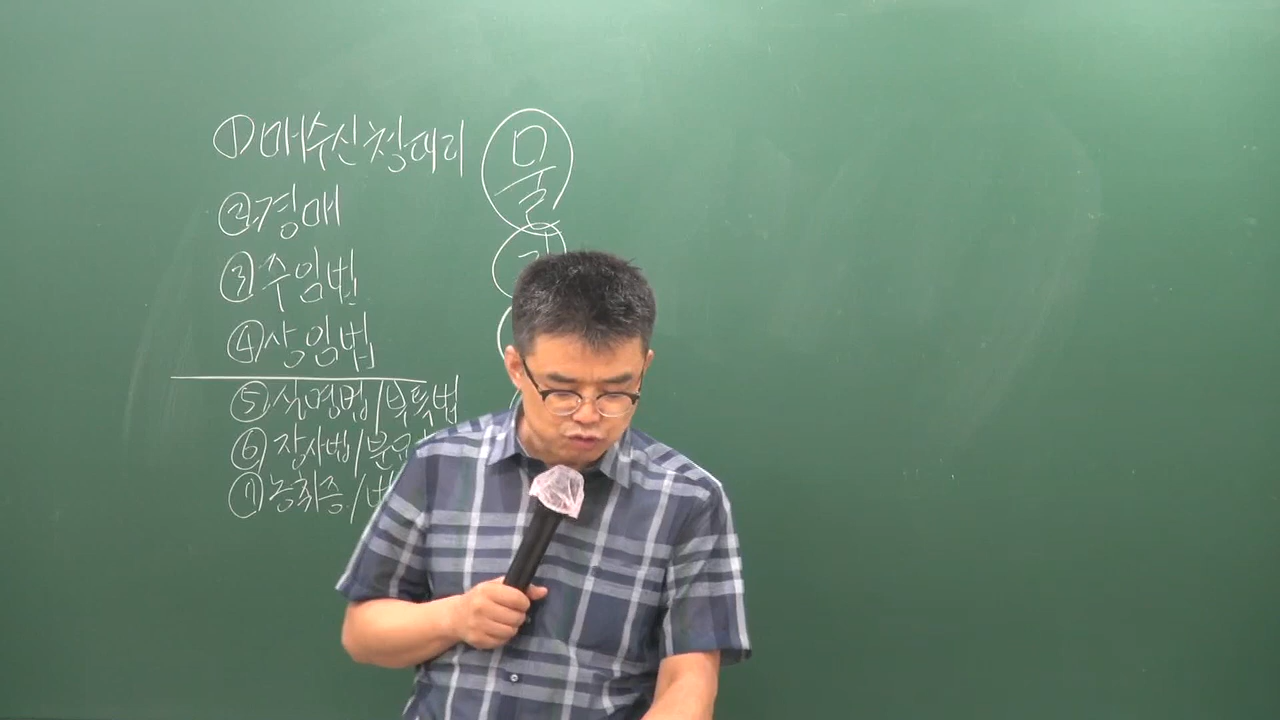 ①매수신청대리 물
②경매
③주임법
④상임법
⑤실명법/부특법
⑥장사법/분묘
⑦농취증/